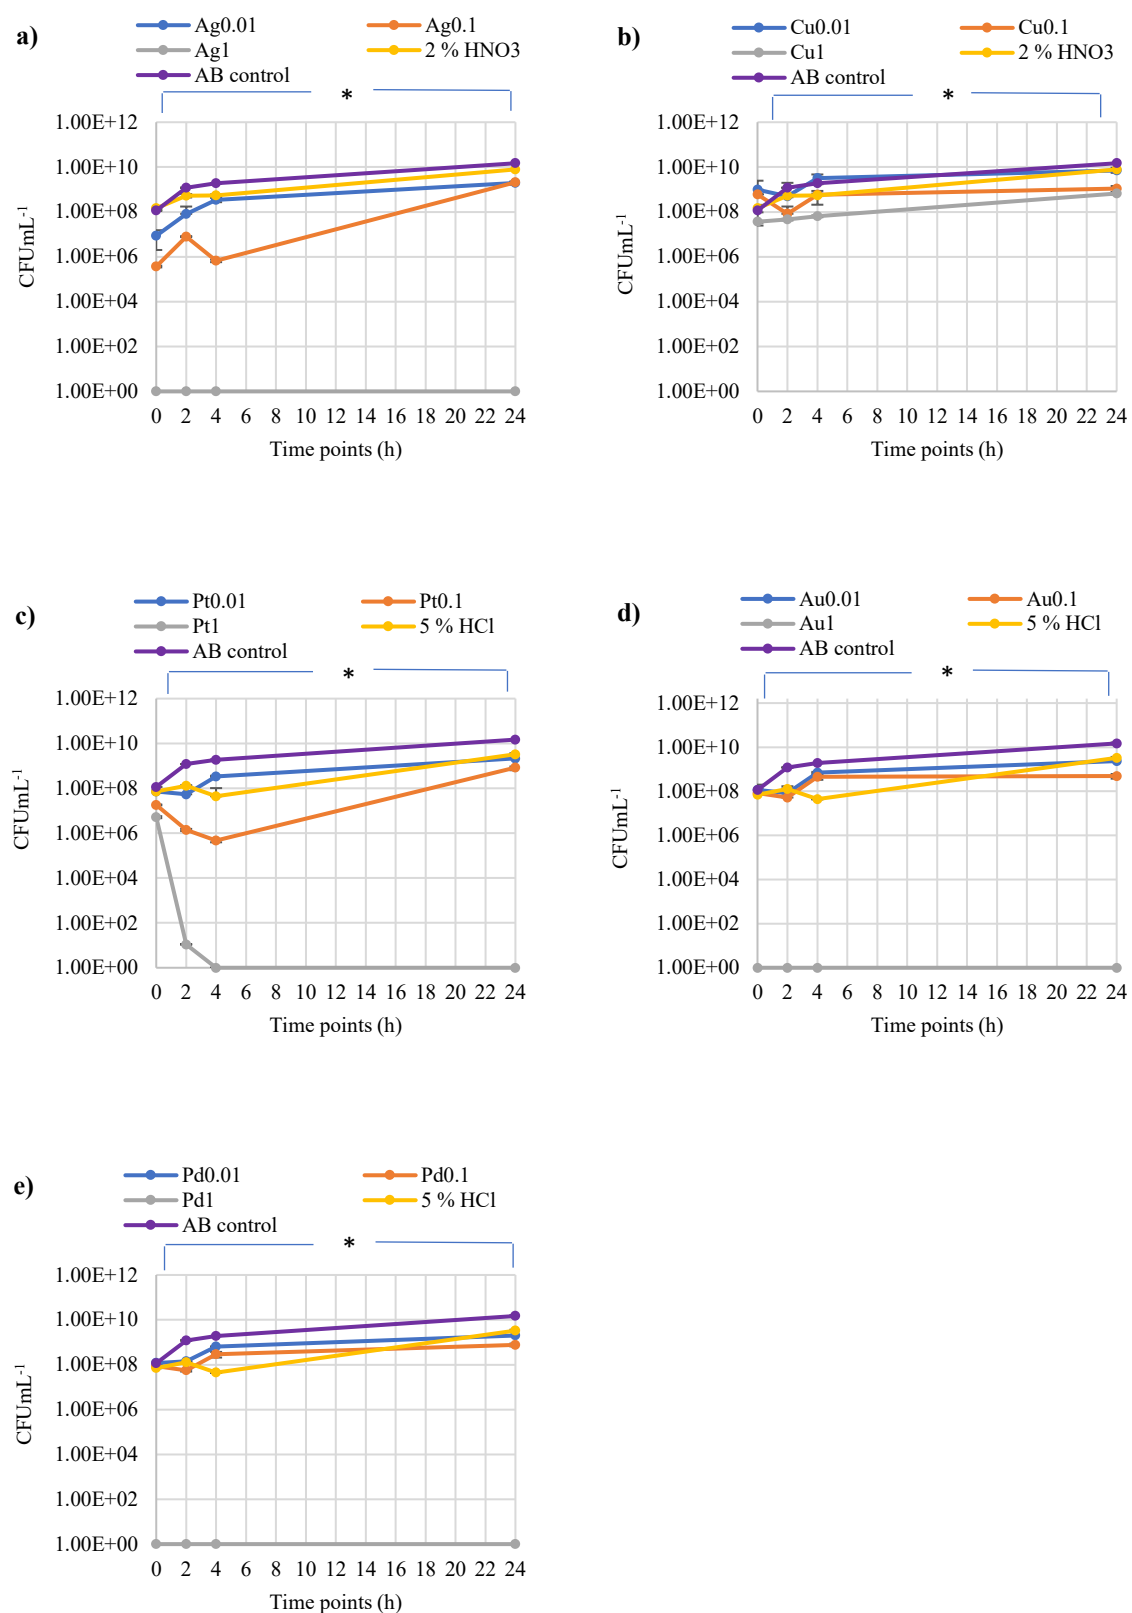 a)
Ag0.01 Ag0.1
Ag1 2 % HNO3
AB control
*
1.00E+12
1.00E+10
1.00E+08
1.00E+06
1.00E+04
1.00E+02
1.00E+00
CFUmL-1
0 2 4 6 8 10 12 14 16 18 20 22 24
Time points (h)
b)
Cu0.01 Cu0.1
Cu1 2 % HNO3
AB control
*
1.00E+12
1.00E+10
1.00E+08
1.00E+06
1.00E+04
1.00E+02
1.00E+00
CFUmL-1
0 2 4 6 8 10 12 14 16 18 20 22 24
Time points (h)
c)
Pt0.01 Pt0.1
Pt1 5 % HCl
AB control
*
1.00E+12
1.00E+10
1.00E+08
1.00E+06
1.00E+04
1.00E+02
1.00E+00
CFUmL-1
0 2 4 6 8 10 12 14 16 18 20 22 24
Time points (h)
d)
Au0.01 Au0.1
Au1 5 % HCl
AB control
*
1.00E+12
1.00E+10
1.00E+08
1.00E+06
1.00E+04
1.00E+02
1.00E+00
CFUmL-1
0 2 4 6 8 10 12 14 16 18 20 22 24
Time points (h)
e)
Pd0.01 Pd0.1
Pd1 5 % HCl
AB control
*
1.00E+12
1.00E+10
1.00E+08
1.00E+06
1.00E+04
1.00E+02
1.00E+00
CFUmL-1
0 2 4 6 8 10 12 14 16 18 20 22 24
Time points (h)